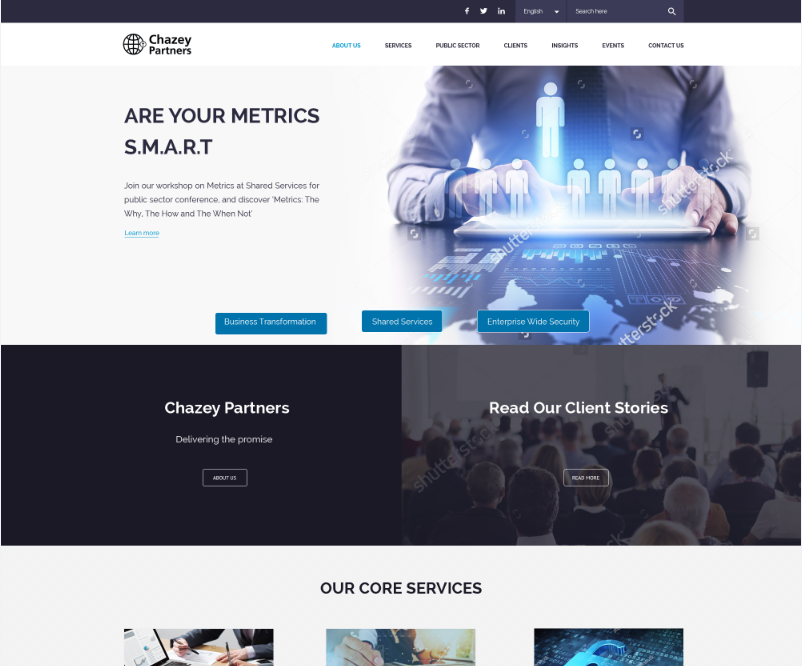 English
Search here
Chazey
Partners
ABOUT US
SERVICES
PUBLIC SECTOR
CLIENTS
INSIGHTS
EVENTS
CONTACT US
ARE YOUR METRICS
S.M.A.R.T
Join our workshop on Metrics at Shared Services for
public sector conference, and discover 'Metrics: The
Why, The How and The When Not'
Learn more
shutterstock
shutterstock
Business Transformation
Shared Services
Enterprise Wide Security
Chazey Partners
Delivering the promise
ABOUT US
Read Our Client Stories
READ MORE
OUR CORE SERVICES